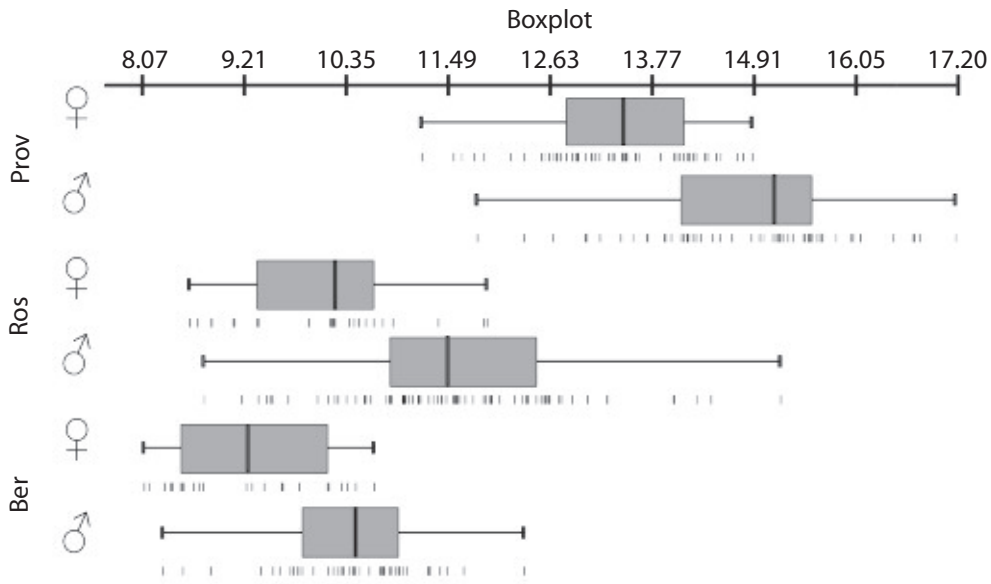 Boxplot
8.07 9.21 10.35 11.49 12.63 13.77 14.91 16.05 17.20
Prov
♀
♂
Ros
♀
♂
Ber
♀
♂